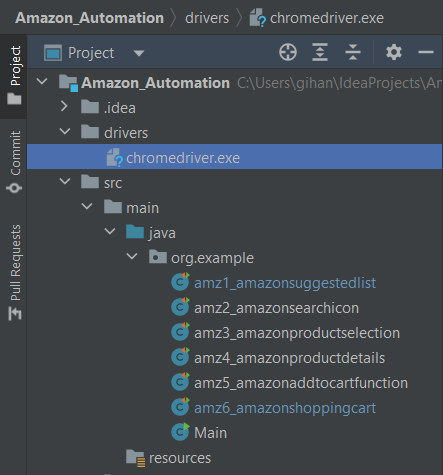 Amazon_Automation > drivers > chromedriver.exe
Project
Project
Commit
Pull Requests
Amazon_Automation C:\Users\gihan\IdeaProjects\Am
.idea
drivers
chromedriver.exe
src
main
java
org.example
amz1_amazonsuggestedlist
amz2_amazonsearchicon
amz3_amazonproductselection
amz4_amazonproductdetails
amz5_amazonaddtocartfunction
amz6_amazonshoppingcart
Main
resources